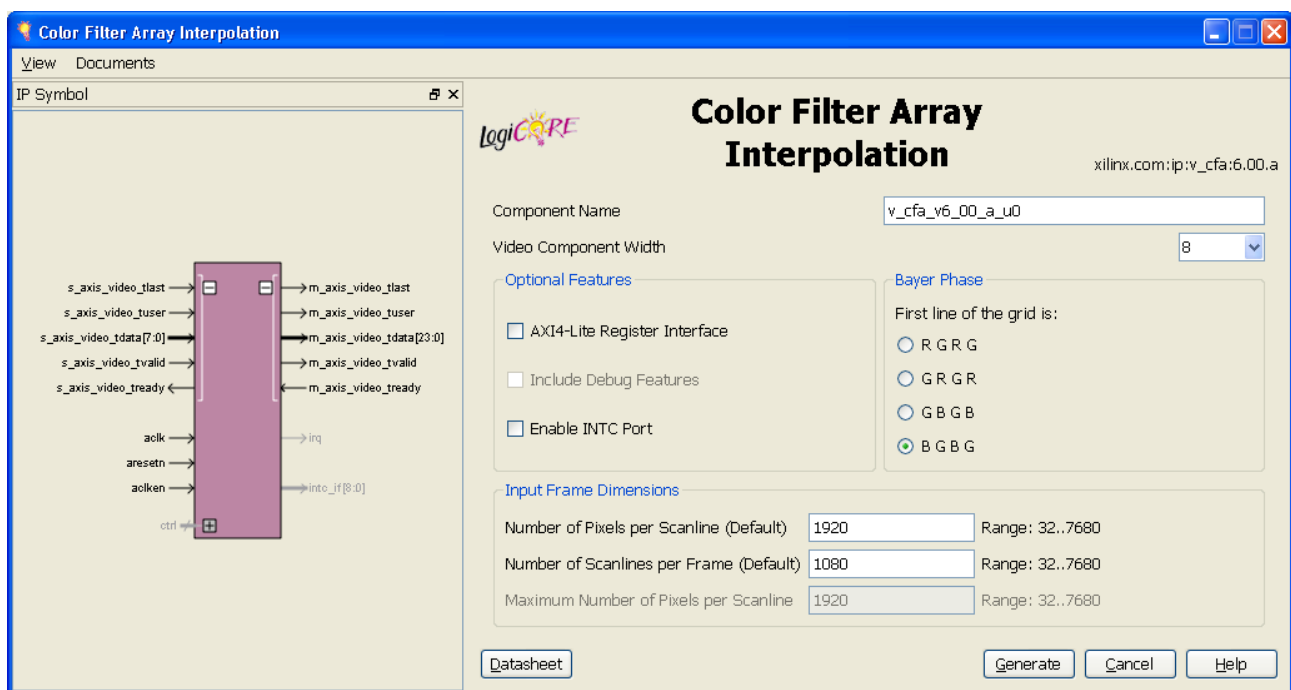 Color Filter Array Interpolation
View Documents
IP Symbol
s_axis_video_tlast
s_axis_video_tuser
s_axis_video_tdata[7:0]
s_axis_video_tvalid
s_axis_video_tready
m_axis_video_tlast
m_axis_video_tuser
m_axis_video_tdata[23:0]
m_axis_video_tvalid
m_axis_video_tready
aclk
aresetn
aclken
ctrl
irq
intc_if[8:0]
LogiCORE
Color Filter Array
Interpolation
xilinx.com:ip:v_cfa:6.00.a
Component Name
v_cfa_v6_00_a_u0
Video Component Width
8
Optional Features
AXI4-Lite Register Interface
Include Debug Features
Enable INTC Port
Bayer Phase
First line of the grid is:
R G R G
G R G R
G B G B
B G B G
Input Frame Dimensions
Number of Pixels per Scanline (Default) 1920 Range: 32..7680
Number of Scanlines per Frame (Default) 1080 Range: 32..7680
Maximum Number of Pixels per Scanline 1920 Range: 32..7680
Datasheet
Generate
Cancel
Help